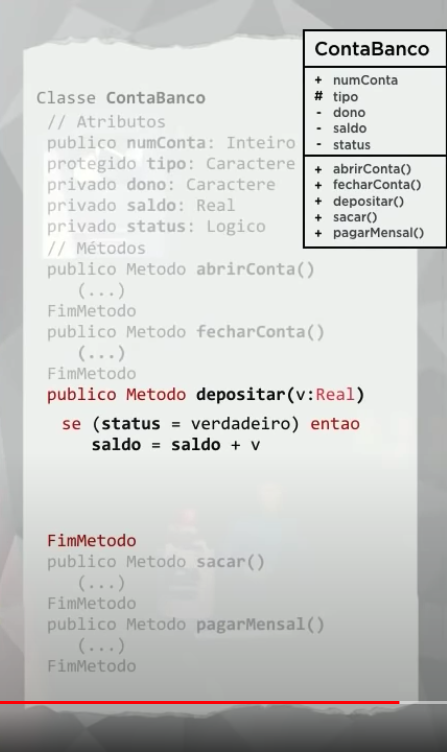 ContaBanco
+ numConta
# tipo
- dono
- saldo
- status
+ abrirConta()
+ fecharConta()
+ depositar()
+ sacar()
+ pagarMensal()
Classe ContaBanco
// Atributos
publico numConta: Inteiro
protegido tipo: Caractere
privado dono: Caractere
privado saldo: Real
privado status: Logico
// Métodos
publico Metodo abrirConta()
(...)
FimMetodo
publico Metodo fecharConta()
(...)
FimMetodo
publico Metodo depositar(v:Real)
se (status = verdadeiro) entao
saldo = saldo + v
FimMetodo
publico Metodo sacar()
(...)
FimMetodo
publico Metodo pagarMensal()
(...)
FimMetodo